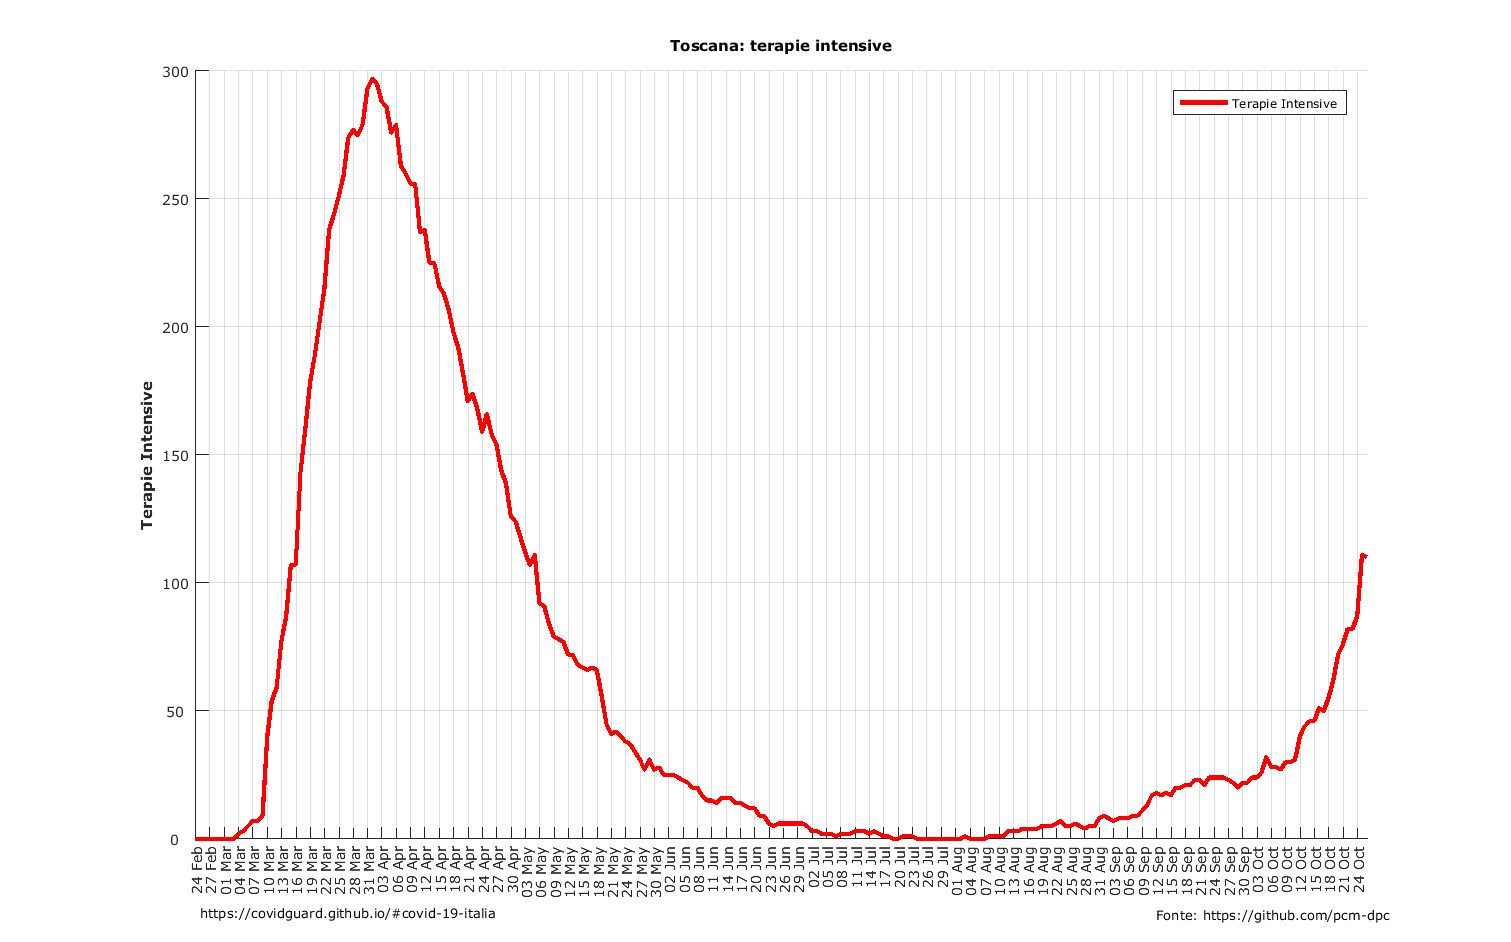 Toscana: terapie intensive
Terapie Intensive
Terapie Intensive
300
250
200
150
100
50
0
24 Feb
27 Feb
01 Mar
04 Mar
07 Mar
10 Mar
13 Mar
16 Mar
19 Mar
22 Mar
25 Mar
28 Mar
31 Mar
03 Apr
06 Apr
09 Apr
12 Apr
15 Apr
18 Apr
21 Apr
24 Apr
27 Apr
30 Apr
03 May
06 May
09 May
12 May
15 May
18 May
21 May
24 May
27 May
30 May
02 Jun
05 Jun
08 Jun
11 Jun
14 Jun
17 Jun
20 Jun
23 Jun
26 Jun
29 Jun
02 Jul
05 Jul
08 Jul
11 Jul
14 Jul
17 Jul
20 Jul
23 Jul
26 Jul
29 Jul
01 Aug
04 Aug
07 Aug
10 Aug
13 Aug
16 Aug
19 Aug
22 Aug
25 Aug
28 Aug
31 Aug
03 Sep
06 Sep
09 Sep
12 Sep
15 Sep
18 Sep
21 Sep
24 Sep
27 Sep
30 Sep
03 Oct
06 Oct
09 Oct
12 Oct
15 Oct
18 Oct
21 Oct
24 Oct
https://covidguard.github.io/#covid-19-italia
Fonte: https://github.com/pcm-dpc